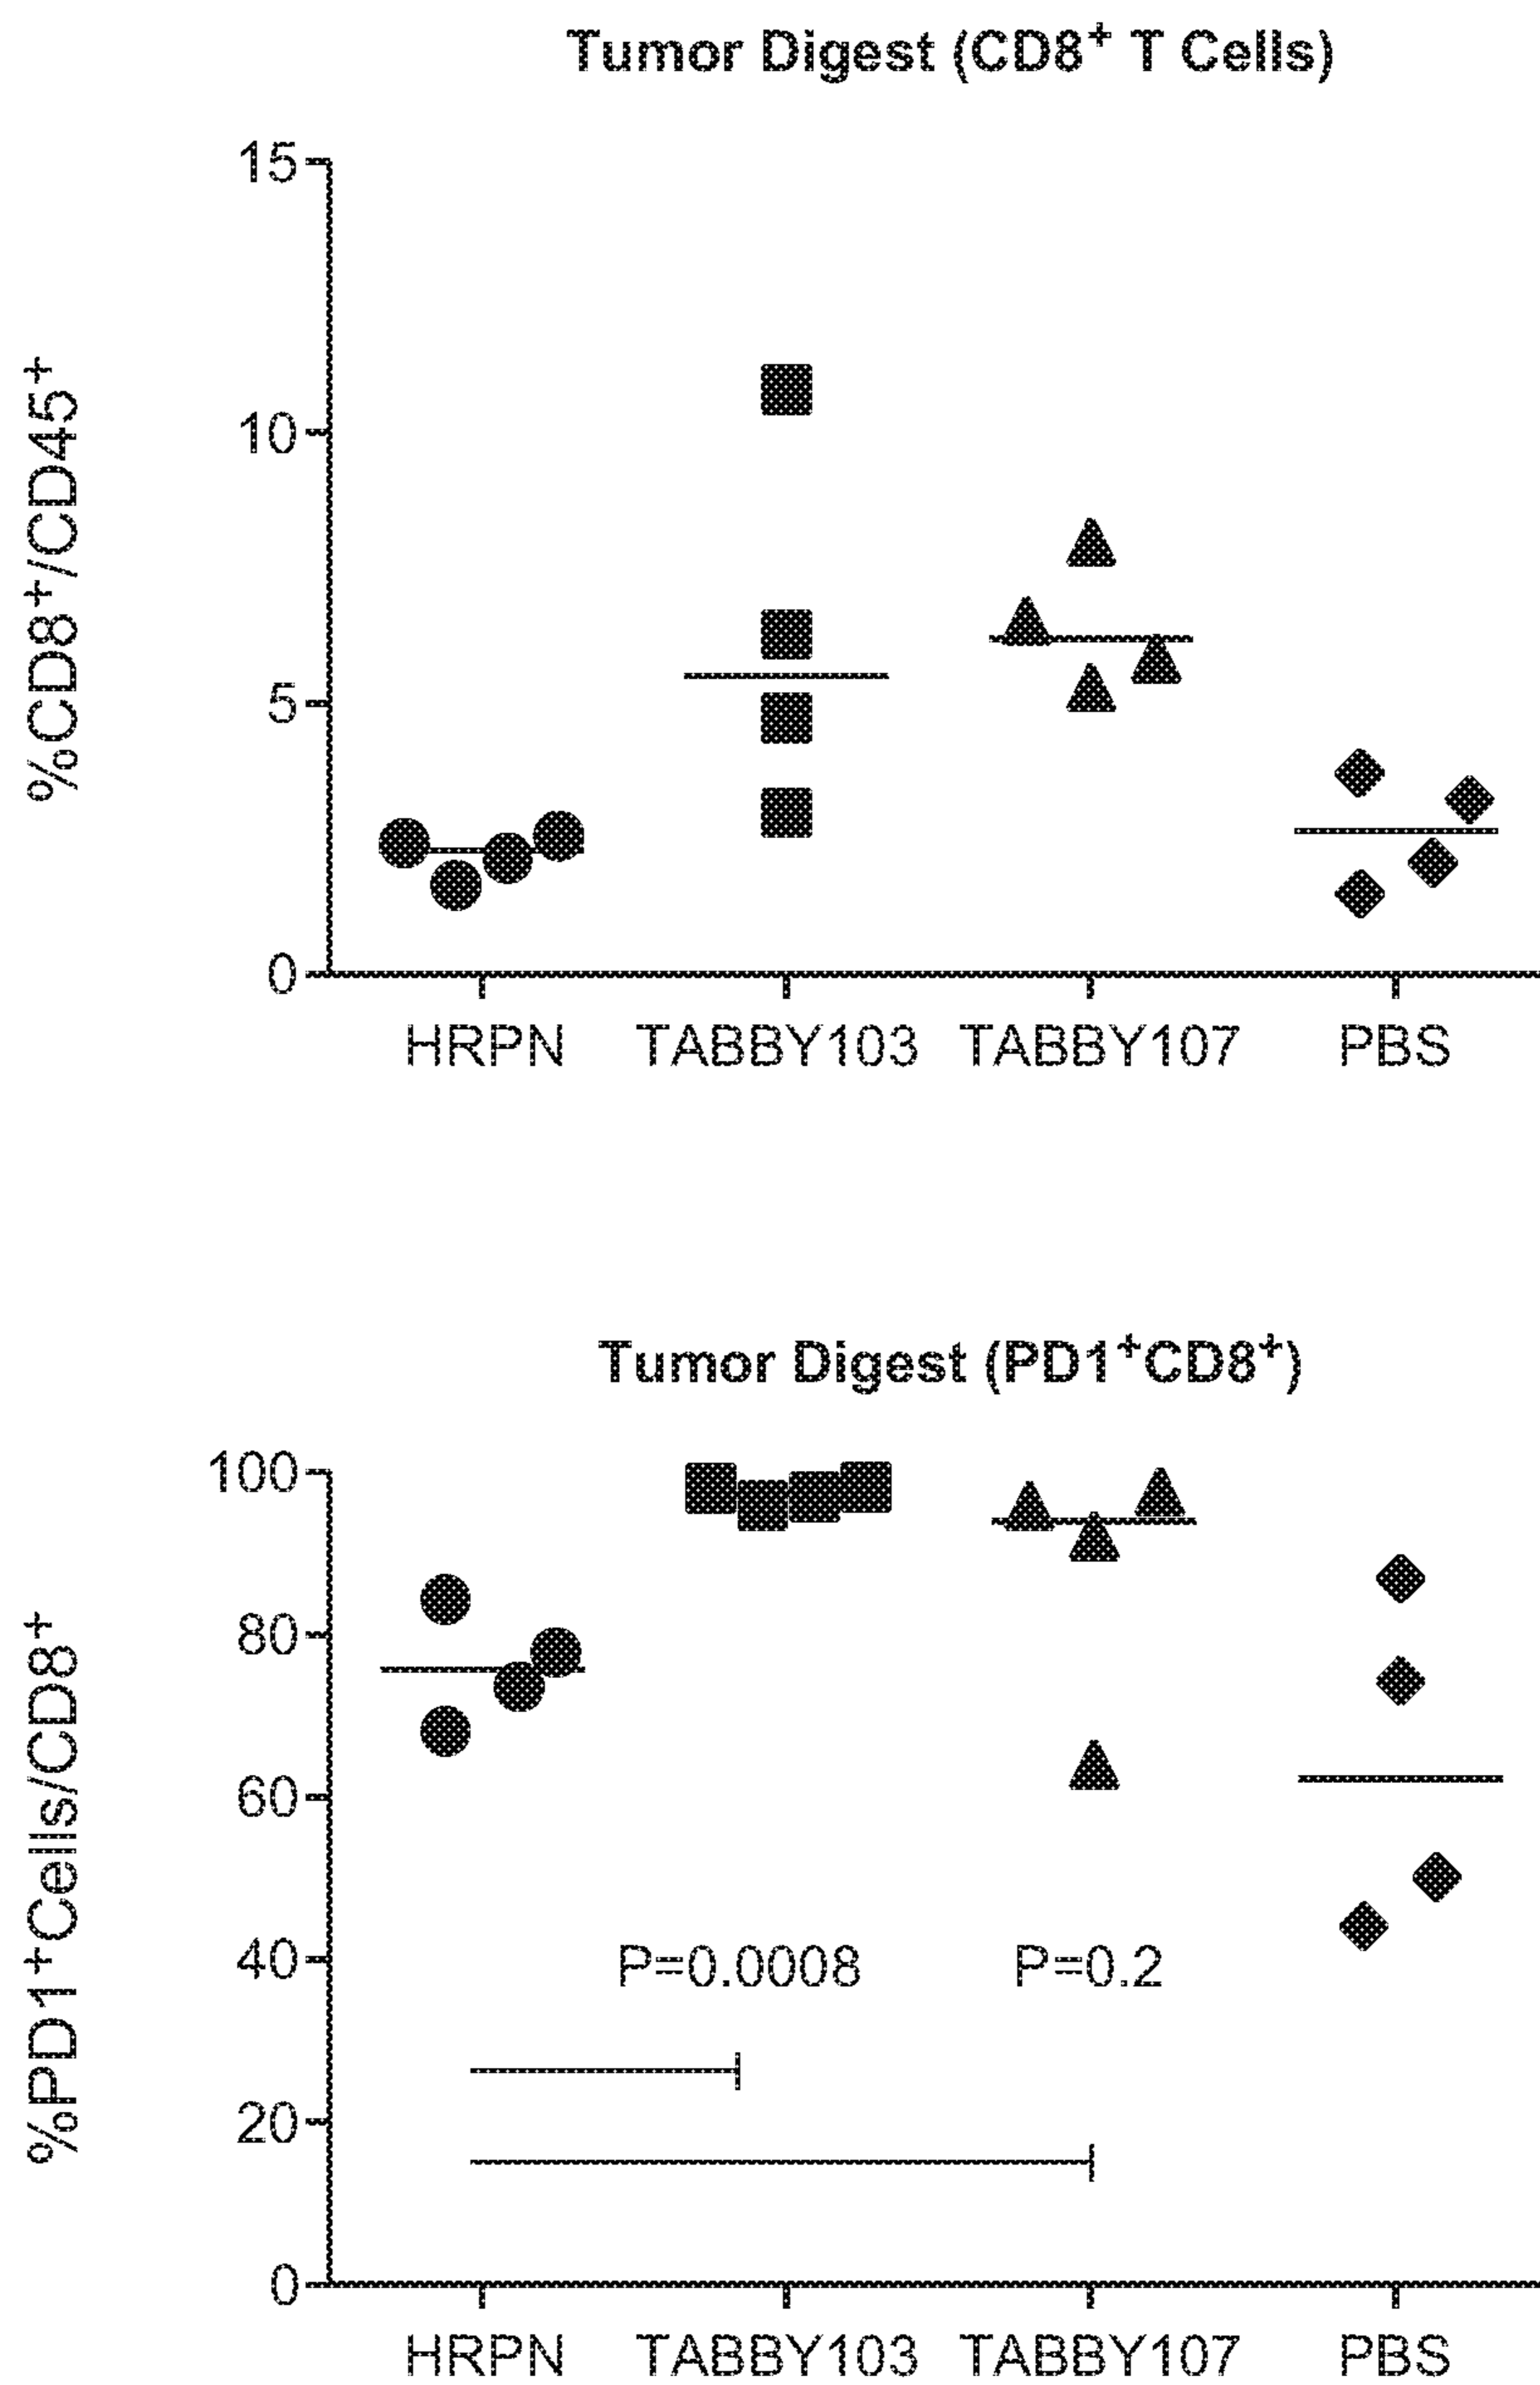 Tumor Digest (CD8⁺ T Cells)
%CD8⁺/CD45⁺
15
10
5
0
HRPN TABBY103 TABBY107 PBS
Tumor Digest (PD1⁺CD8⁺)
%PD1⁺Cells/CD8⁺
100
80
60
40
20
0
P=0.0008 P=0.2
HRPN TABBY103 TABBY107 PBS